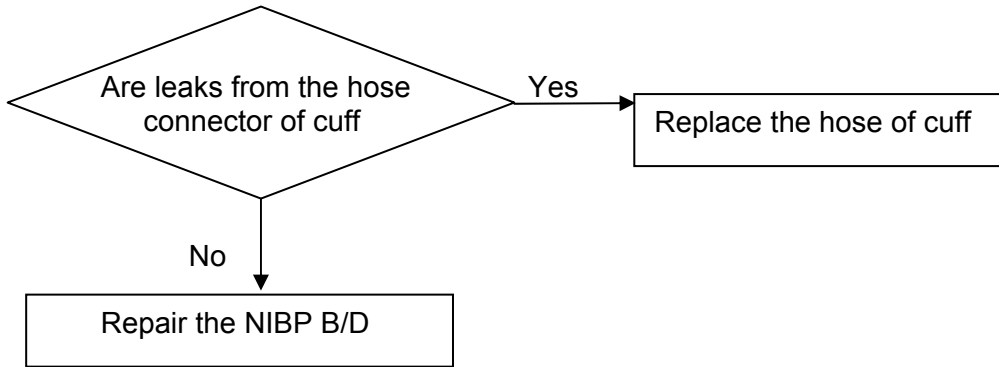 Are leaks from the hose
connector of cuff
Yes
Replace the hose of cuff
No
Repair the NIBP B/D